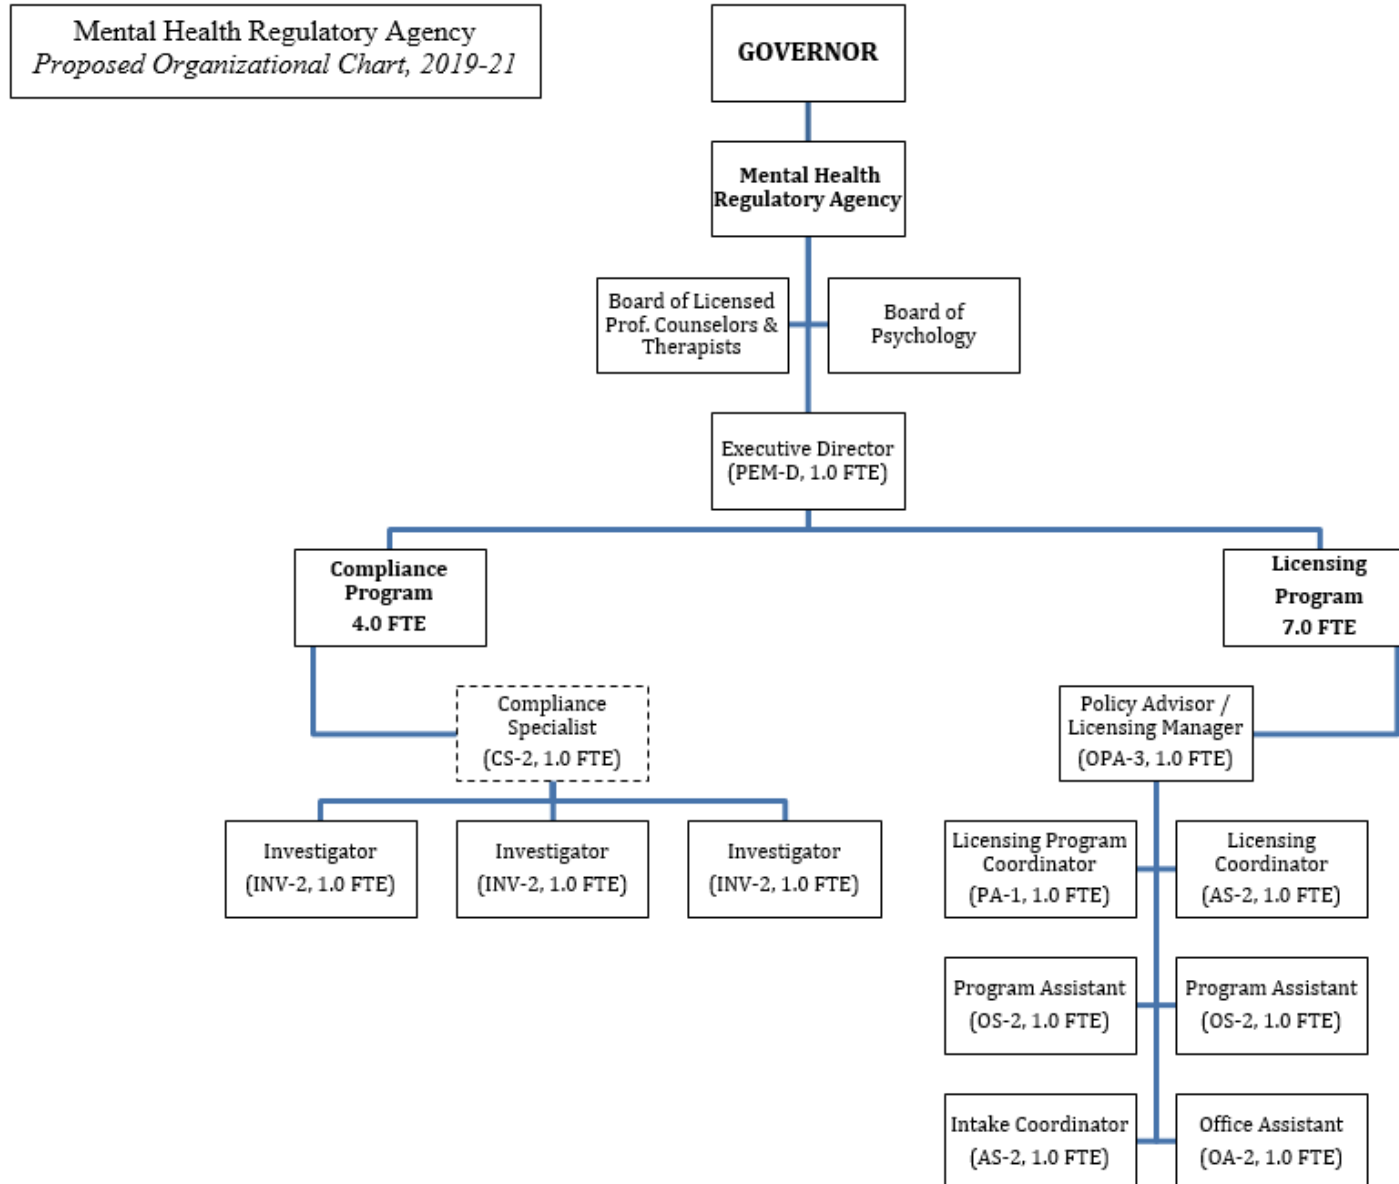 Mental Health Regulatory Agency
Proposed Organizational Chart, 2019-21
GOVERNOR
Mental Health
Regulatory Agency
Board of Licensed
Prof. Counselors &
Therapists
Board of
Psychology
Executive Director
(PEM-D, 1.0 FTE)
Compliance
Program
4.0 FTE
Licensing
Program
7.0 FTE
Compliance
Specialist
(CS-2, 1.0 FTE)
Policy Advisor /
Licensing Manager
(OPA-3, 1.0 FTE)
Investigator
(INV-2, 1.0 FTE)
Investigator
(INV-2, 1.0 FTE)
Investigator
(INV-2, 1.0 FTE)
Licensing Program
Coordinator
(PA-1, 1.0 FTE)
Licensing
Coordinator
(AS-2, 1.0 FTE)
Program Assistant
(OS-2, 1.0 FTE)
Program Assistant
(OS-2, 1.0 FTE)
Intake Coordinator
(AS-2, 1.0 FTE)
Office Assistant
(OA-2, 1.0 FTE)